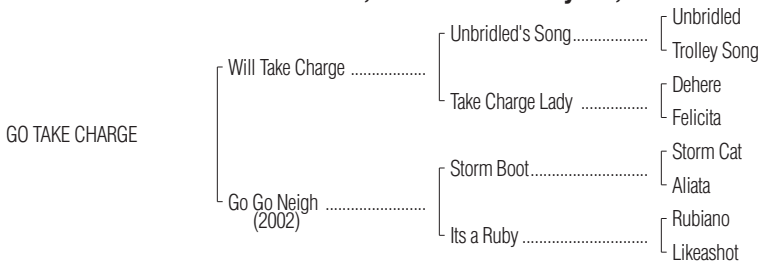 Unbridled
Unbridled's Song..................
Trolley Song
Will Take Charge ..................
Dehere
Take Charge Lady ................
Felicita
GO TAKE CHARGE
Storm Cat
Storm Boot................................
Aliata
Go Go Neigh ........................
(2002)
Rubiano
Its a Ruby ..............................
Likeashot